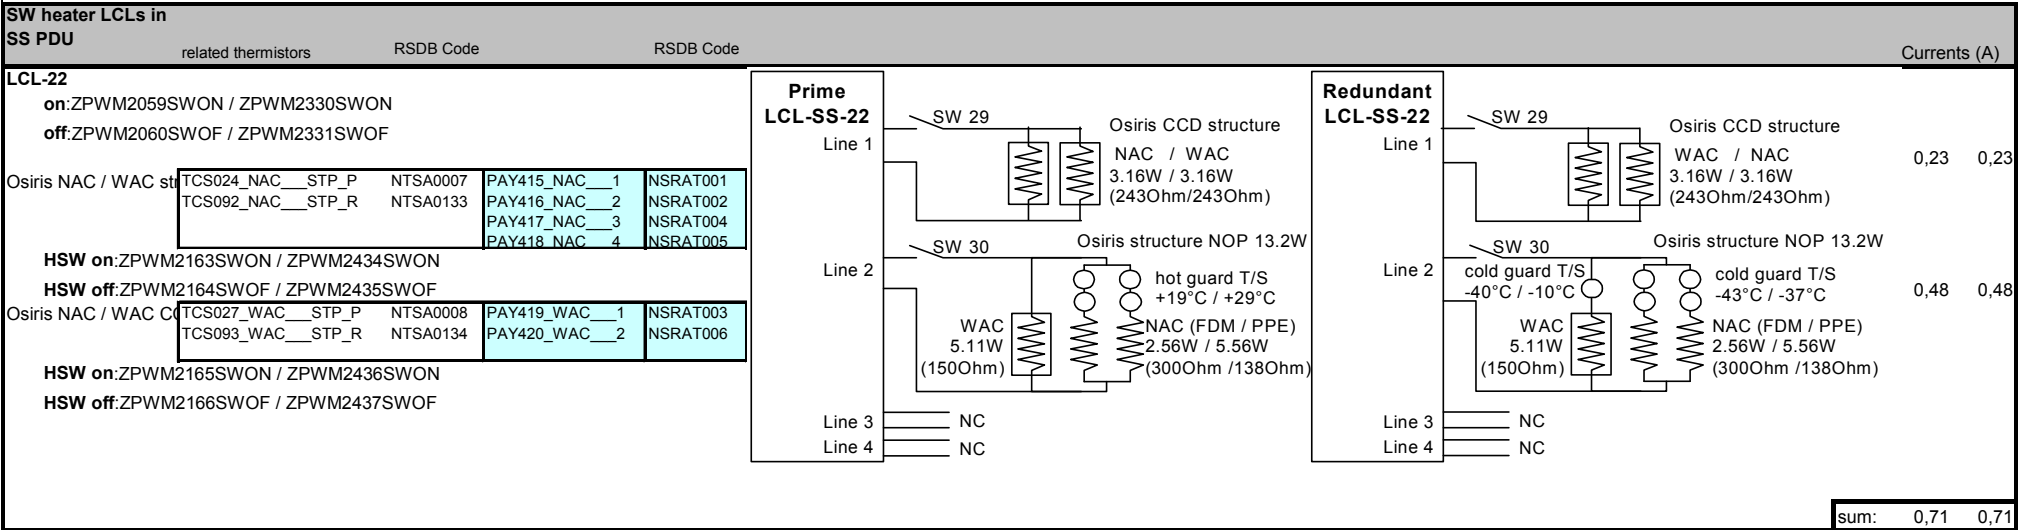 SW heater LCLs in
SS PDU
related thermistors RSDB Code RSDB Code Currents (A)
LCL-22
on:ZPWM2059SWON / ZPWM2330SWON
off:ZPWM2060SWOF / ZPWM2331SWOF
Osiris NAC / WAC str
TCS024_NAC___STP_P NTSA0007 PAY415_NAC___1 NSRAT001
TCS092_NAC___STP_R NTSA0133 PAY416_NAC___2 NSRAT002
PAY417_NAC___3 NSRAT004
PAY418_NAC___4 NSRAT005
HSW on:ZPWM2163SWON / ZPWM2434SWON
HSW off:ZPWM2164SWOF / ZPWM2435SWOF
Osiris NAC / WAC CC
TCS027_WAC___STP_P NTSA0008 PAY419_WAC___1 NSRAT003
TCS093_WAC___STP_R NTSA0134 PAY420_WAC___2 NSRAT006
HSW on:ZPWM2165SWON / ZPWM2436SWON
HSW off:ZPWM2166SWOF / ZPWM2437SWOF
Prime
LCL-SS-22
Line 1
SW 29
Osiris CCD structure
NAC / WAC
3.16W / 3.16W
(243Ohm/243Ohm)
Line 2
SW 30
Osiris structure NOP 13.2W
hot guard T/S
+19°C / +29°C
WAC
5.11W
(150Ohm)
NAC (FDM / PPE)
2.56W / 5.56W
(300Ohm /138Ohm)
Line 3 NC
Line 4 NC
Redundant
LCL-SS-22
Line 1
SW 29
Osiris CCD structure
WAC / NAC
3.16W / 3.16W
(243Ohm/243Ohm)
0,23 0,23
Line 2
SW 30
Osiris structure NOP 13.2W
cold guard T/S
-40°C / -10°C
cold guard T/S
-43°C / -37°C
0,48 0,48
WAC
5.11W
(150Ohm)
NAC (FDM / PPE)
2.56W / 5.56W
(300Ohm /138Ohm)
Line 3 NC
Line 4 NC
sum: 0,71 0,71